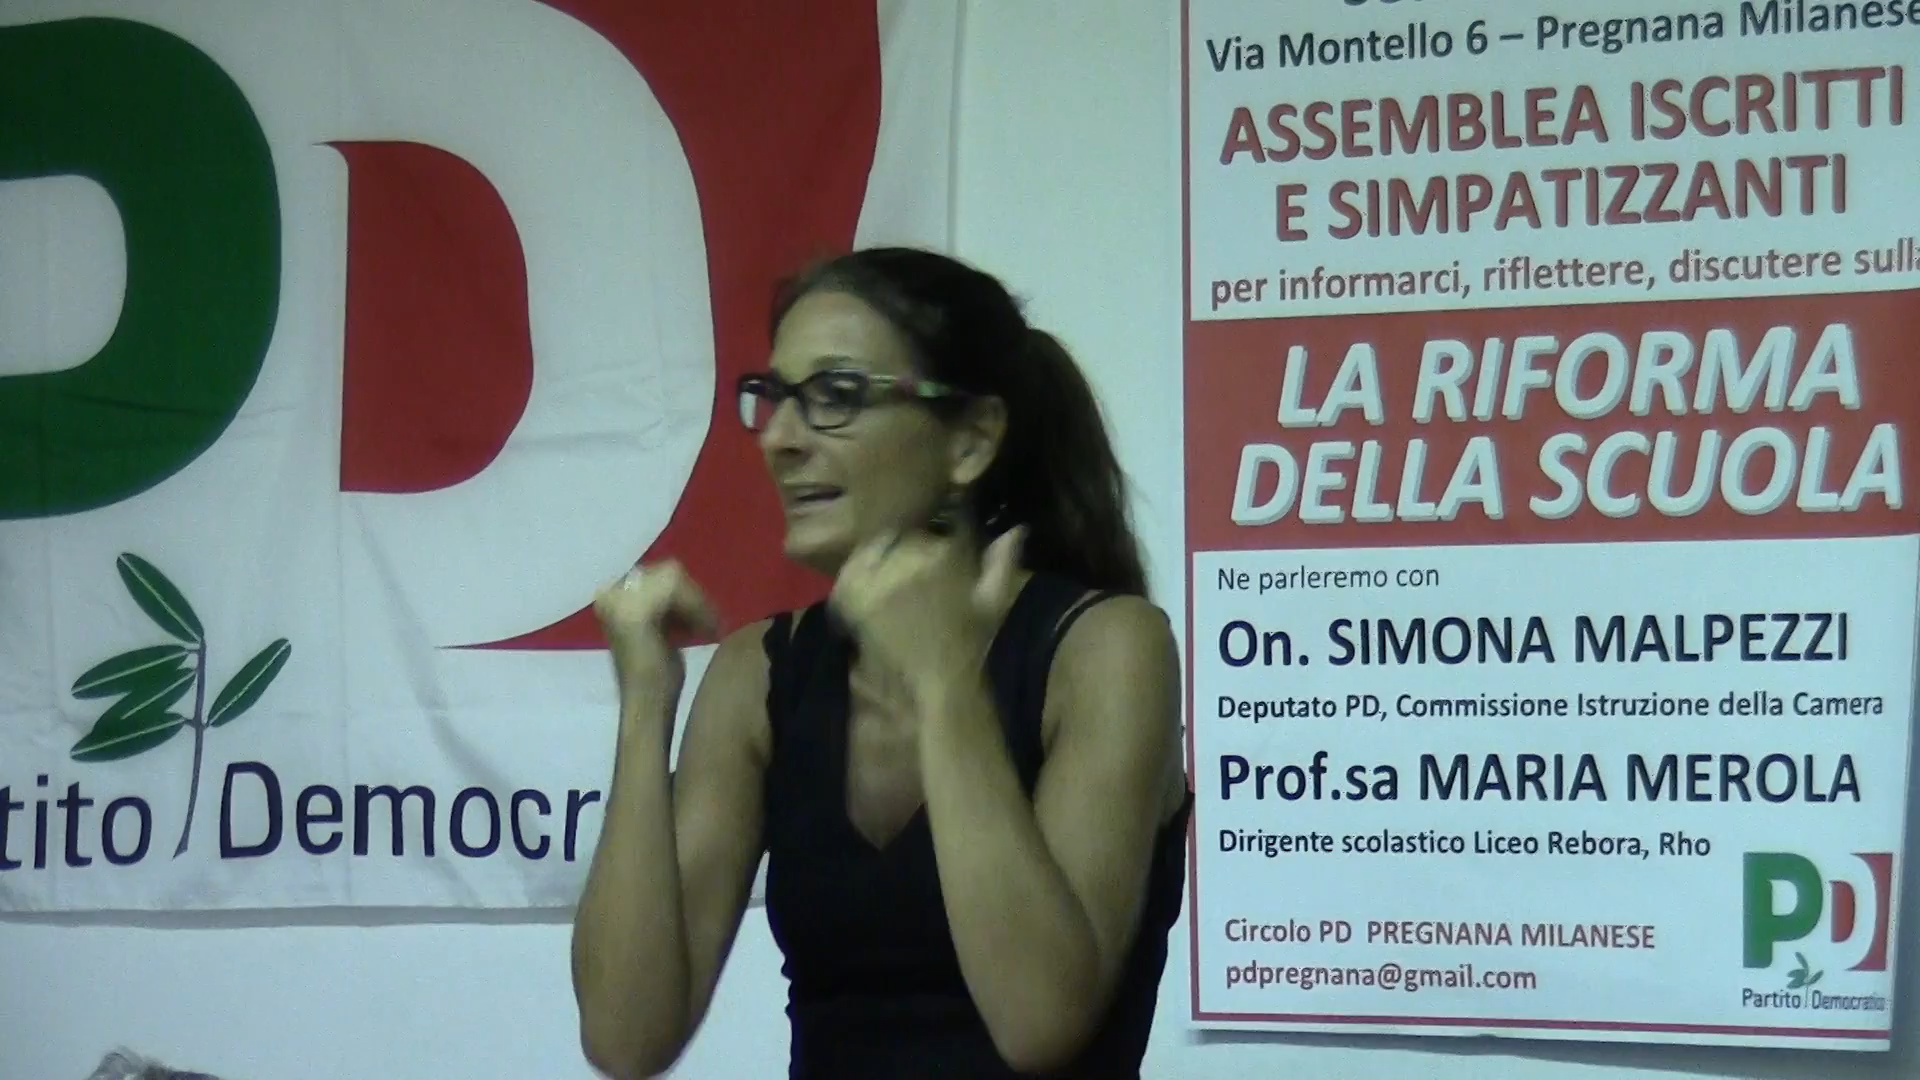 PD
tito Democr
Via Montello 6 – Pregnana Milanese
ASSEMBLEA ISCRITTI
E SIMPATIZZANTI
per informarci, riflettere, discutere sulla
LA RIFORMA
DELLA SCUOLA
Ne parleremo con
On. SIMONA MALPEZZI
Deputato PD, Commissione Istruzione della Camera
Prof.sa MARIA MEROLA
Dirigente scolastico Liceo Rebora, Rho
Circolo PD PREGNANA MILANESE
pdpregnana@gmail.com
PD
Partito Democratico